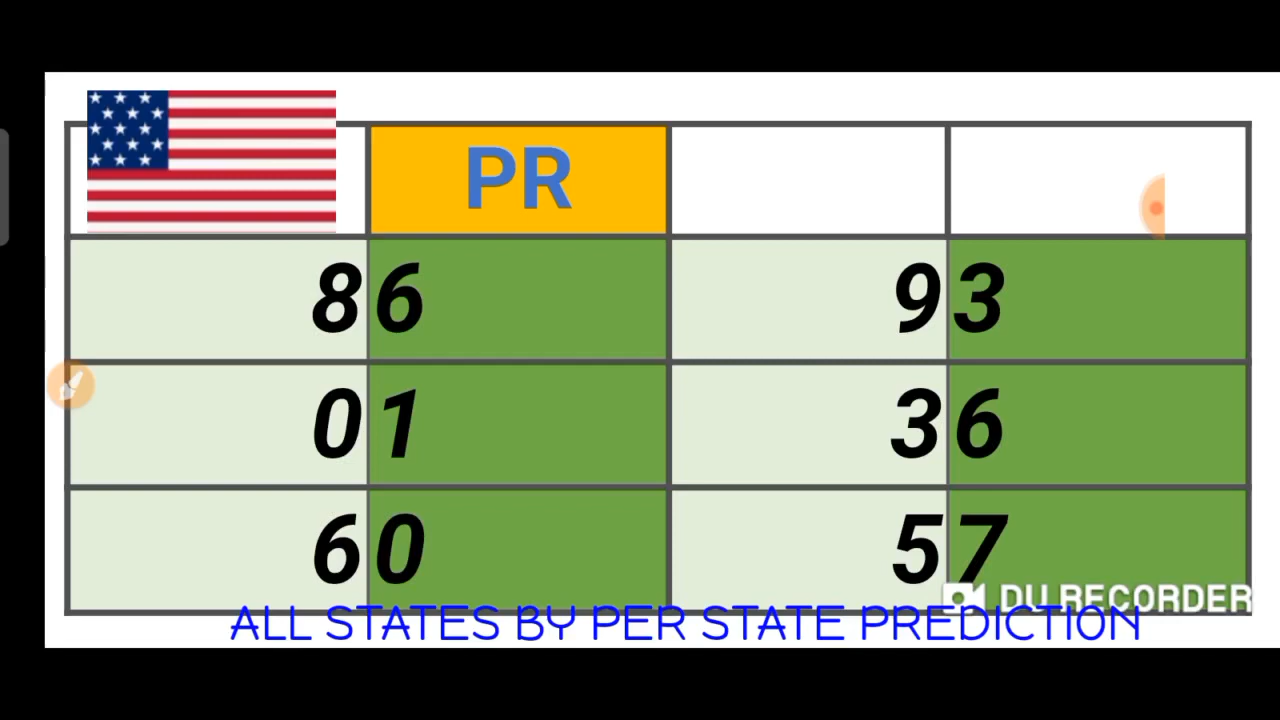 PR
86 93
01 36
60 57
DU RECORDER
ALL STATES BY PER STATE PREDICTION